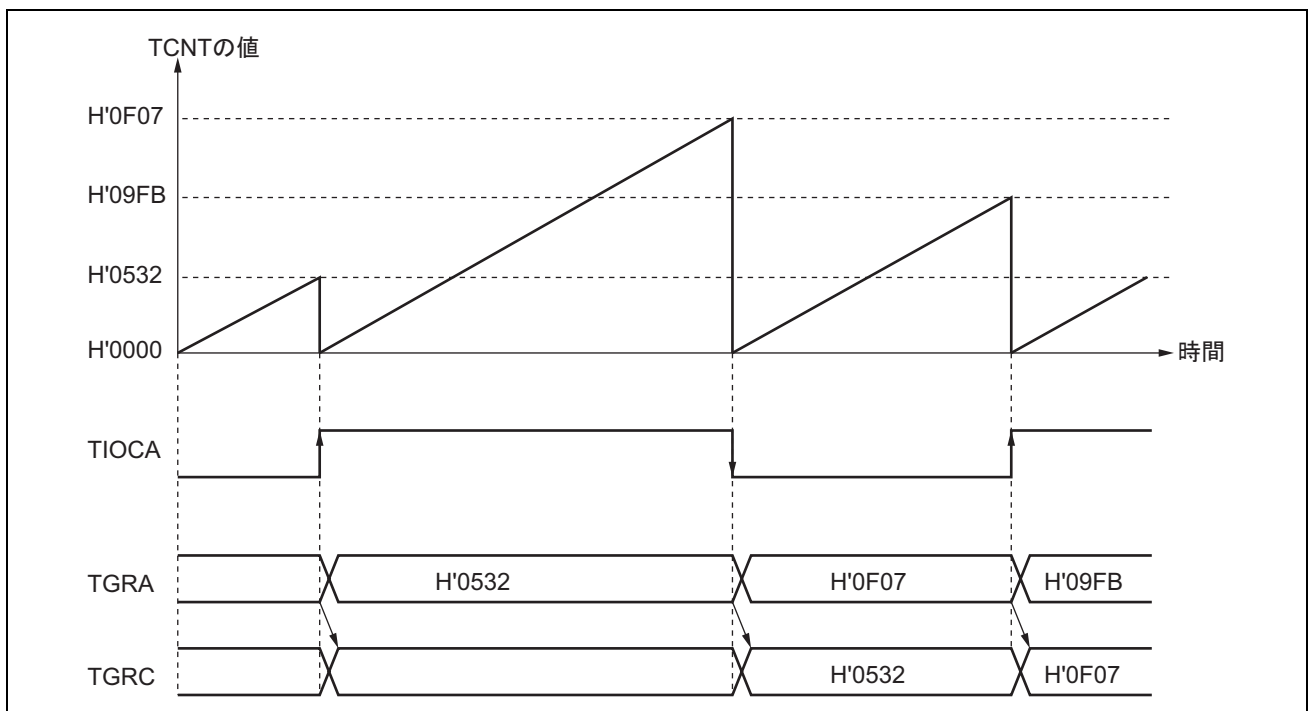 TCNTの値
H'0F07
H'09FB
H'0532
H'0000
時間
TIOCA
TGRA
H'0532
H'0F07
H'09FB
TGRC
H'0532
H'0F07